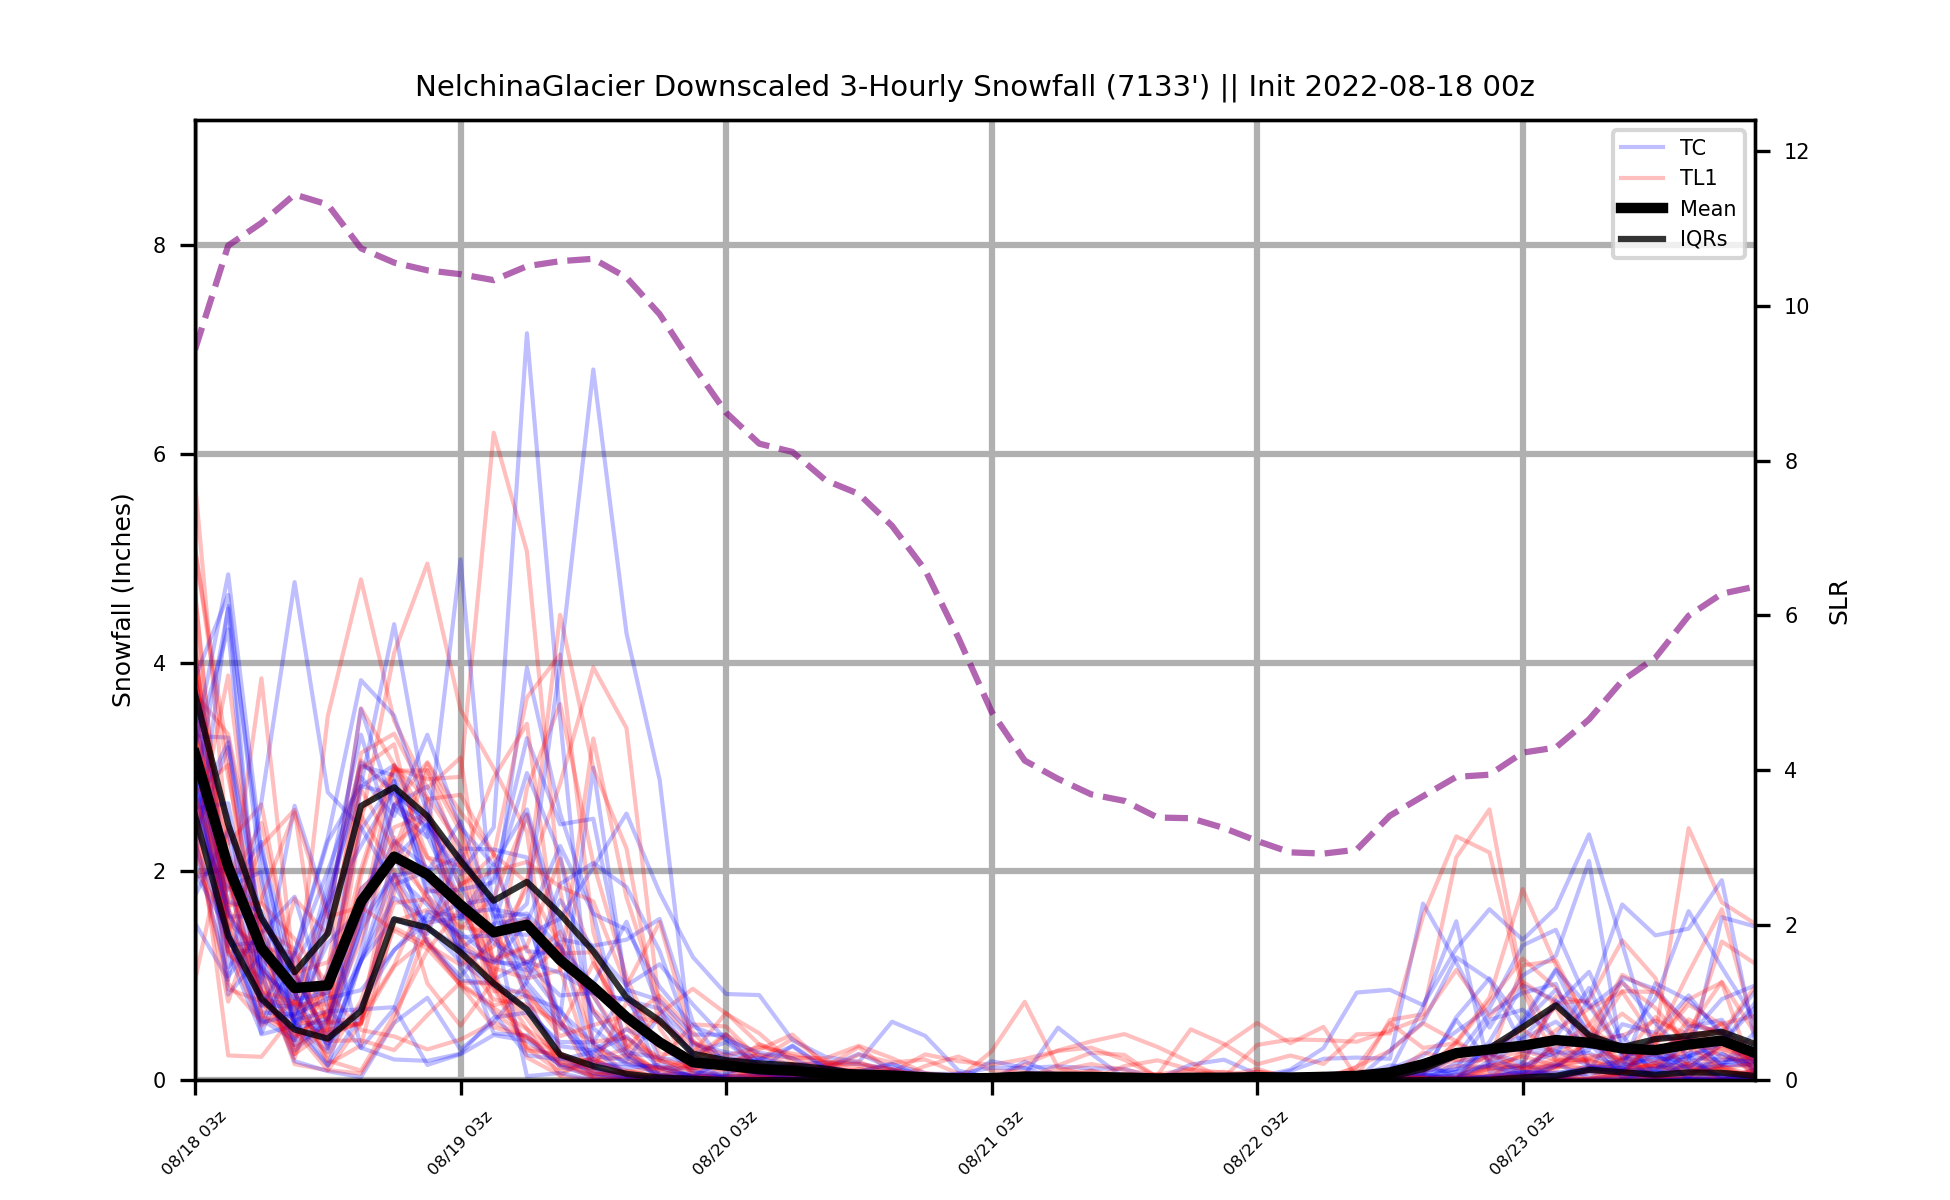 NelchinaGlacier Downscaled 3-Hourly Snowfall (7133') || Init 2022-08-18 00z
TC
TL1
Mean
IQRs
Snowfall (Inches)
8
6
4
2
0
12
10
8
6
4
2
0
SLR
08/18 03z
08/19 03z
08/20 03z
08/21 03z
08/22 03z
08/23 03z